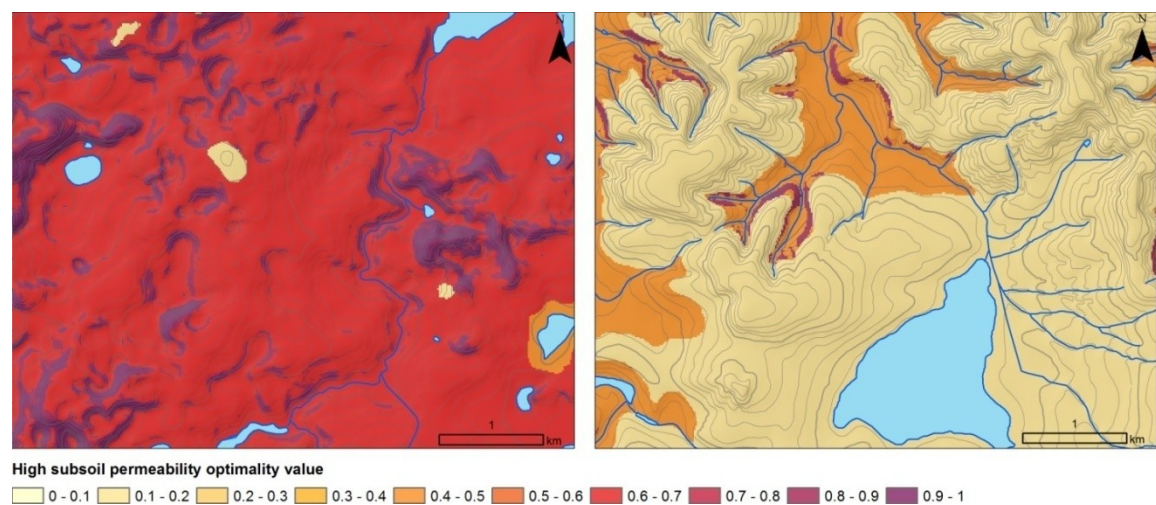 N
N
1
km
1
km
High subsoil permeability optimality value
0 - 0.1 0.1 - 0.2 0.2 - 0.3 0.3 - 0.4 0.4 - 0.5 0.5 - 0.6 0.6 - 0.7 0.7 - 0.8 0.8 - 0.9 0.9 - 1